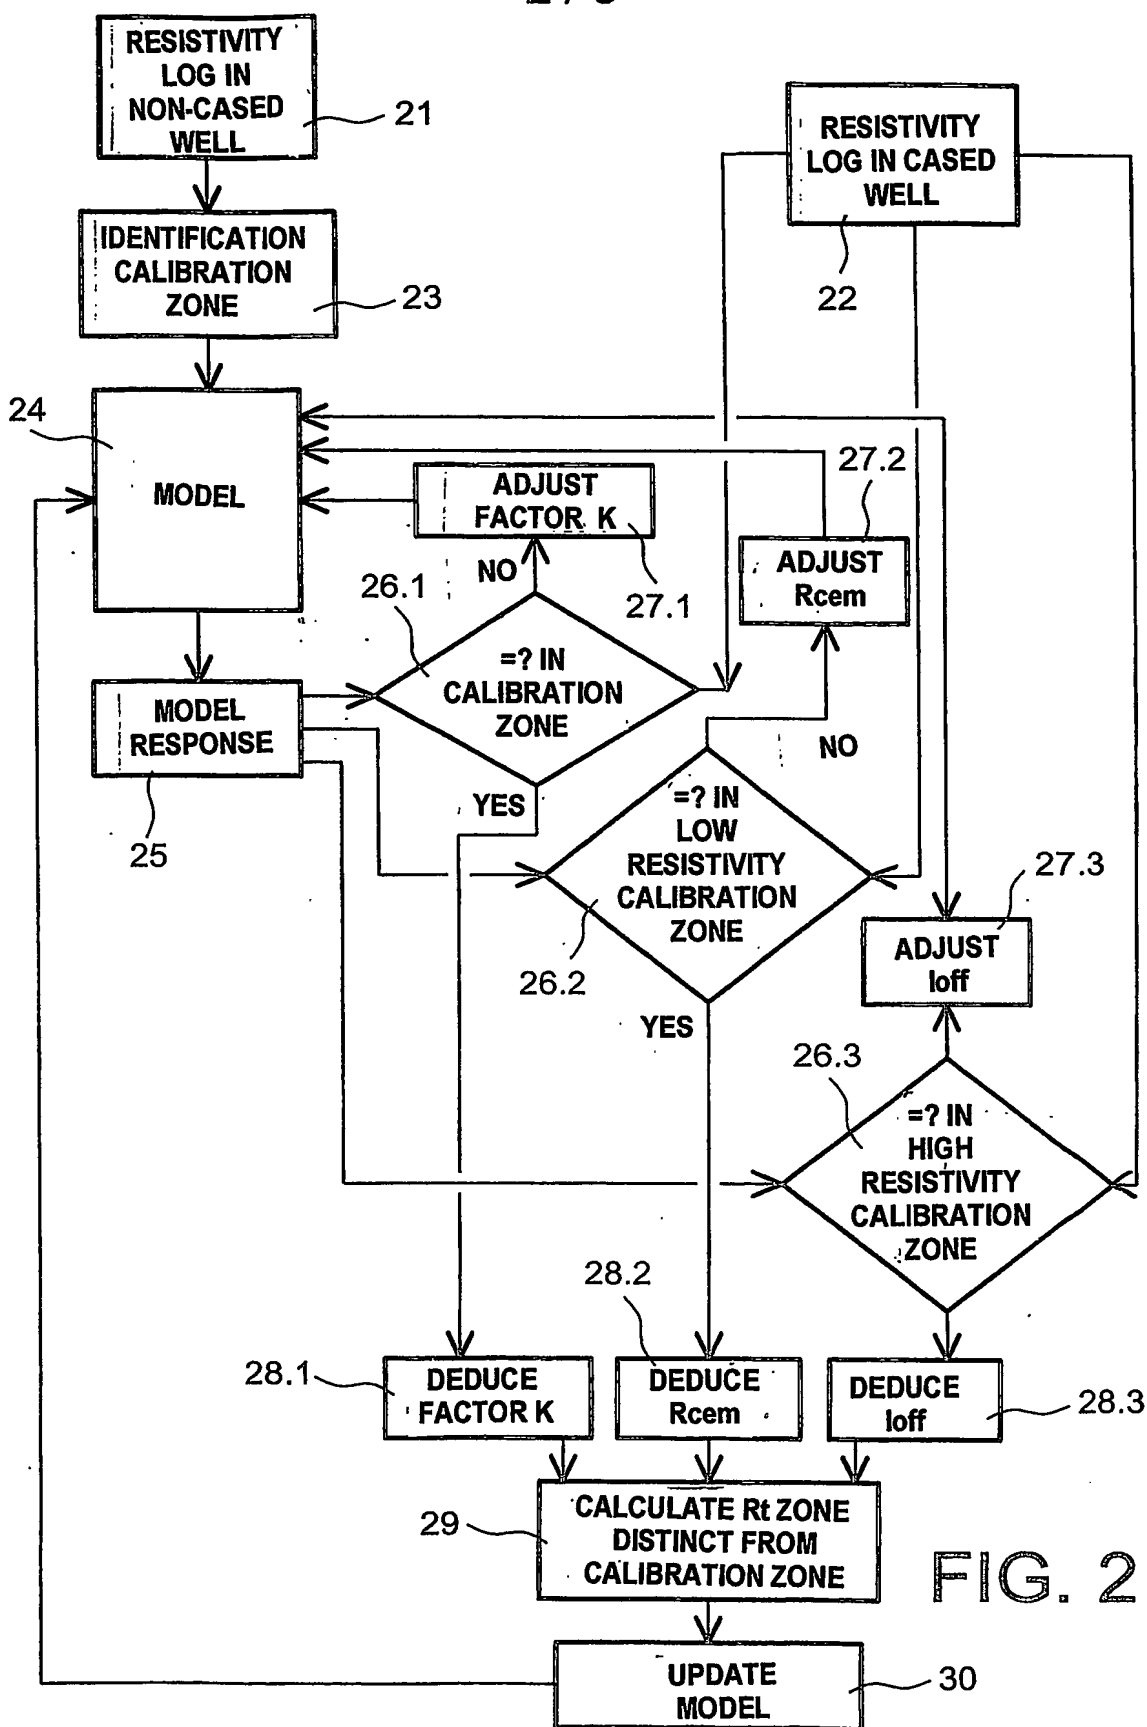 RESISTIVITY
LOG IN
NON-CASED
WELL
21
RESISTIVITY
LOG IN CASED
WELL
22
IDENTIFICATION
CALIBRATION
ZONE
23
24
MODEL
ADJUST
FACTOR K
27.1
NO
27.2
ADJUST
Rcem
26.1
=? IN
CALIBRATION
ZONE
MODEL
RESPONSE
25
YES
NO
=? IN
LOW
RESISTIVITY
CALIBRATION
ZONE
26.2
YES
27.3
ADJUST
Ioff
26.3
=? IN
HIGH
RESISTIVITY
CALIBRATION
ZONE
28.1
DEDUCE
FACTOR K
28.2
DEDUCE
Rcem
DEDUCE
Ioff
28.3
29
CALCULATE Rt ZONE
DISTINCT FROM
CALIBRATION ZONE
FIG. 2
UPDATE
MODEL
30